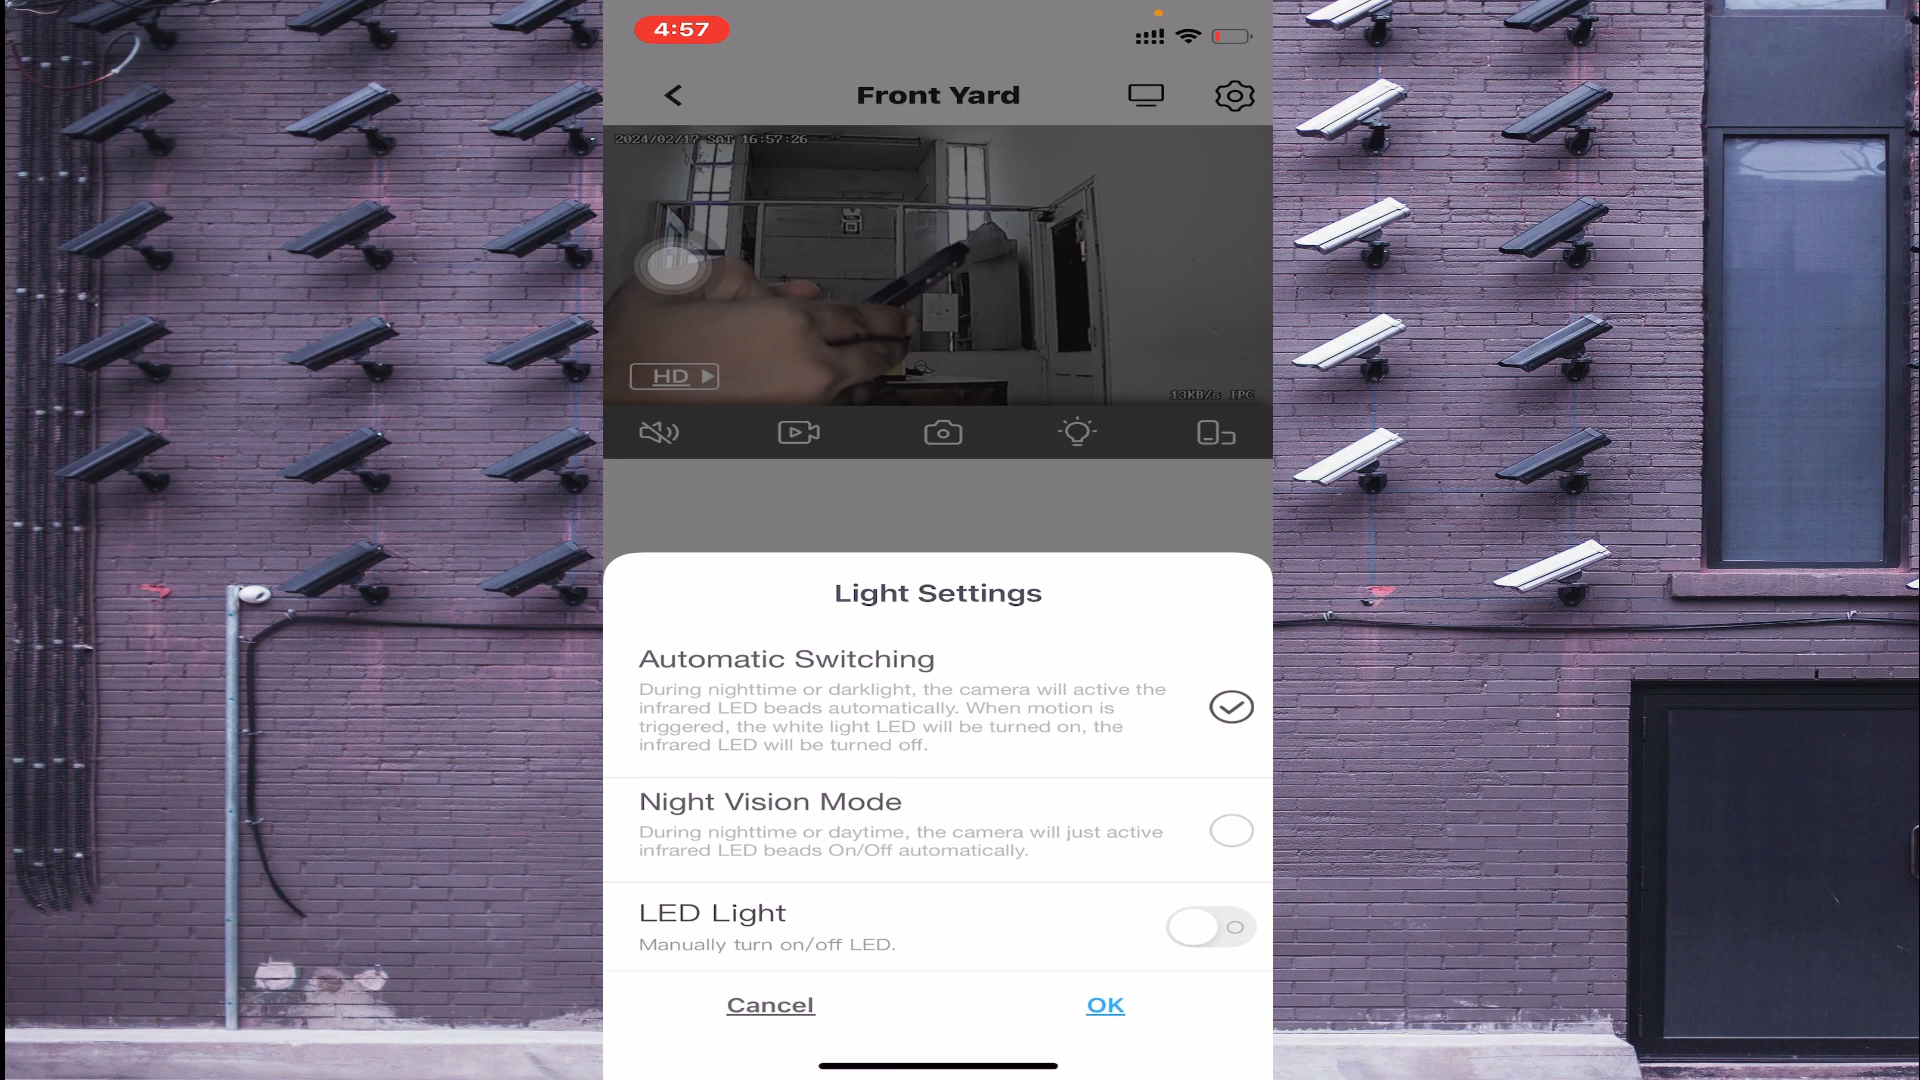 4:57
Front Yard
2024/02/17 SAT 16:57:26
HD
13KB/s IPC
Light Settings
Automatic Switching
During nighttime or darklight, the camera will active the
infrared LED beads automatically. When motion is
triggered, the white light LED will be turned on, the
infrared LED will be turned off.
Night Vision Mode
During nighttime or daytime, the camera will just active
infrared LED beads On/Off automatically.
LED Light
Manually turn on/off LED.
Cancel
OK